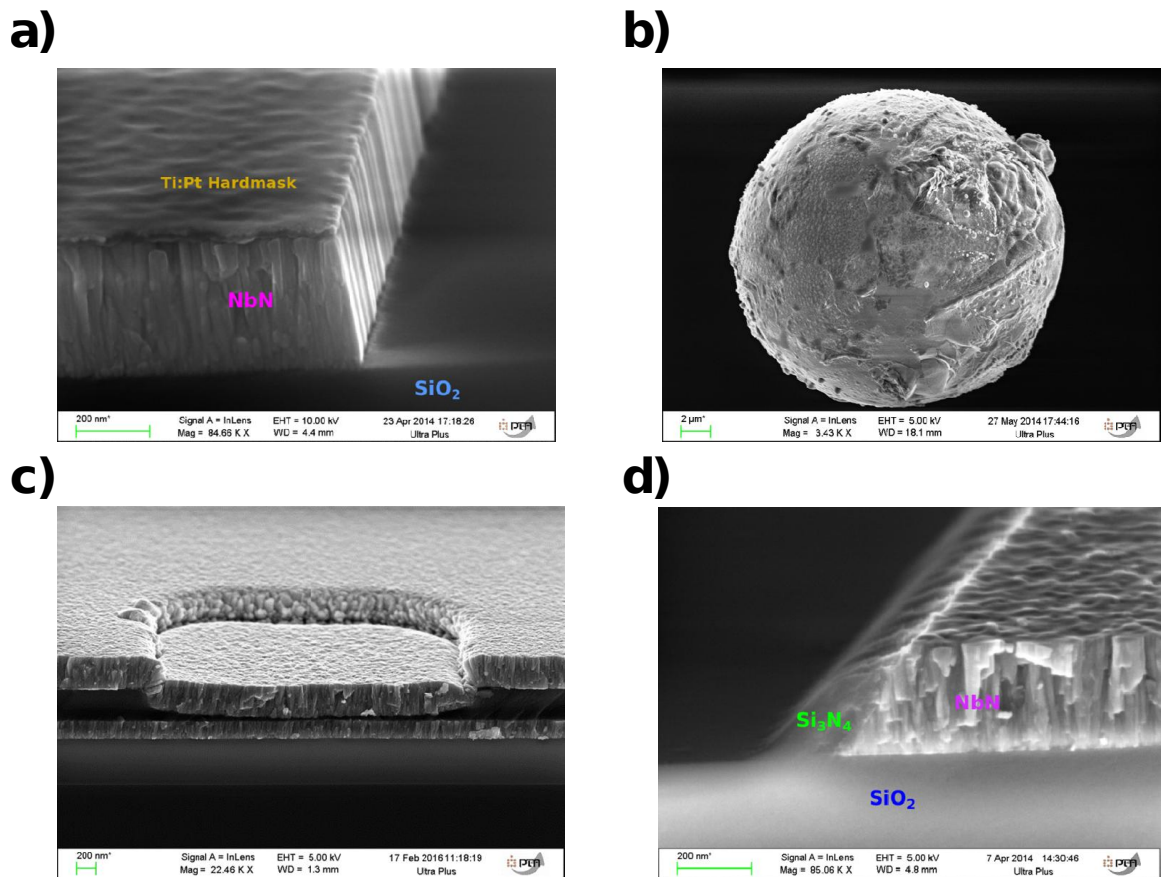 a)
b)
Ti:Pt Hardmask
NbN
SiO₂
200 nm* Signal A = InLens EHT = 10.00 kV 23 Apr 2014 17:18:26
Mag = 84.66 K X WD = 4.4 mm Ultra Plus PTA
2 µm* Signal A = InLens EHT = 5.00 kV 27 May 2014 17:44:16
Mag = 3.43 K X WD = 18.1 mm Ultra Plus PTA
c)
d)
Si₃N₄
NbN
SiO₂
200 nm* Signal A = InLens EHT = 5.00 kV 17 Feb 2016 11:18:19
Mag = 22.46 K X WD = 1.3 mm Ultra Plus PTA
200 nm* Signal A = InLens EHT = 5.00 kV 7 Apr 2014 14:30:46
Mag = 85.06 K X WD = 4.8 mm Ultra Plus PTA